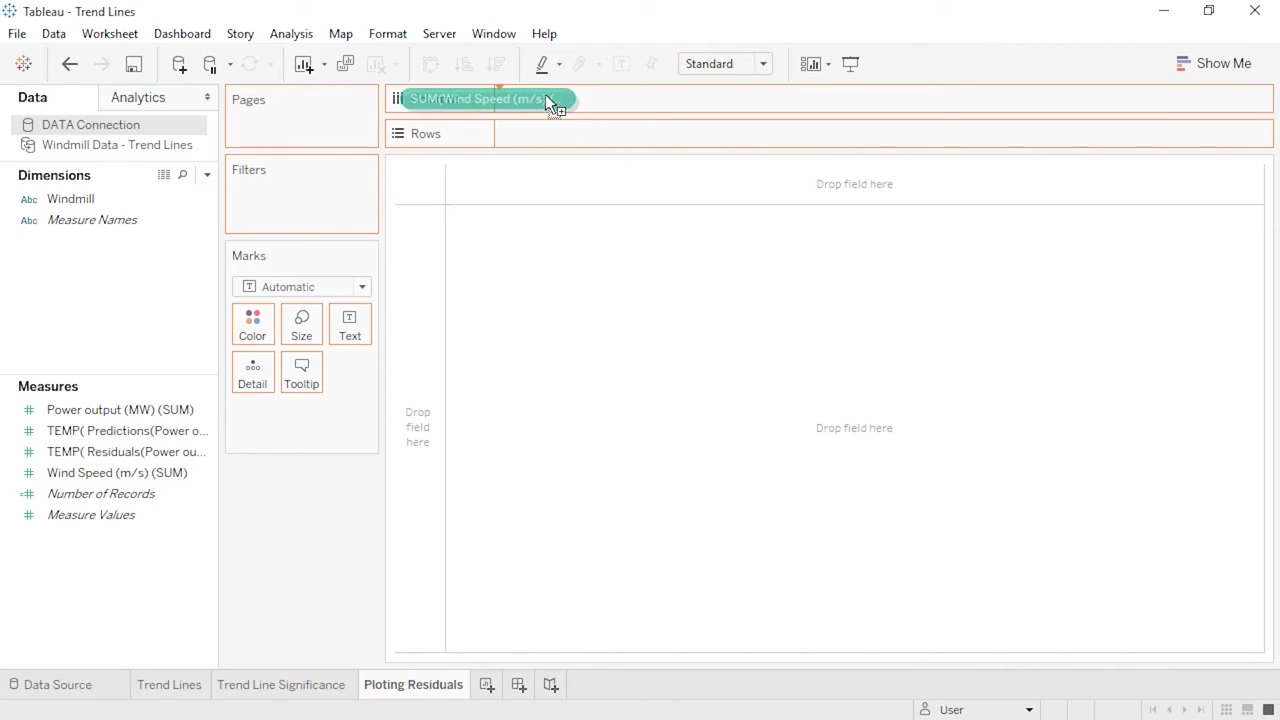 Tableau - Trend Lines
File Data Worksheet Dashboard Story Analysis Map Format Server Window Help
Standard
Show Me
Data
Analytics
Pages
SUM(Wind Speed (m/s)
Rows
DATA Connection
Windmill Data - Trend Lines
Dimensions
Abc Windmill
Abc Measure Names
Filters
Marks
Automatic
Color
Size
Text
Detail
Tooltip
Drop field here
Drop
field
here
Drop field here
Measures
Power output (MW) (SUM)
TEMP( Predictions(Power o...
TEMP( Residuals(Power ou...
Wind Speed (m/s) (SUM)
Number of Records
Measure Values
Data Source
Trend Lines
Trend Line Significance
Ploting Residuals
User